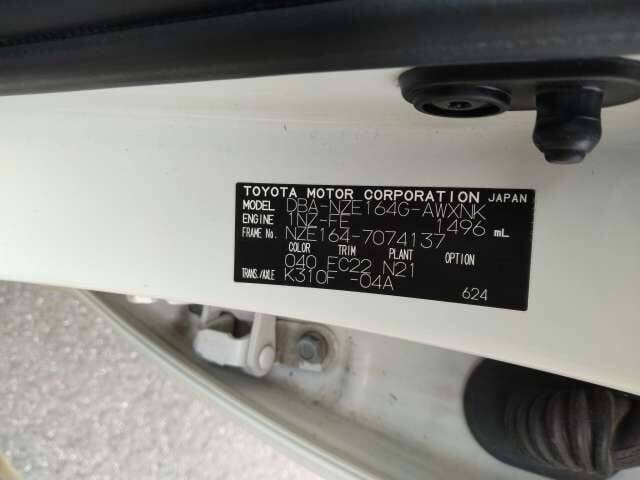 TOYOTA MOTOR CORPORATION JAPAN
MODEL DBA-NZE164G-AWXNK
ENGINE 1NZ-FE 1496 mL
FRAME No. NZE164-7074137
COLOR TRIM PLANT OPTION
040 FC22 N21
TRANS./AXLE K310F -04A
624